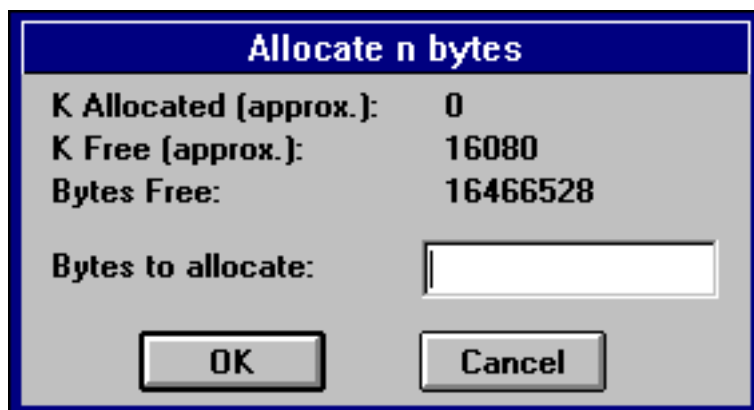 Allocate n bytes
K Allocated (approx.): 0
K Free (approx.): 16080
Bytes Free: 16466528
Bytes to allocate:
OK Cancel